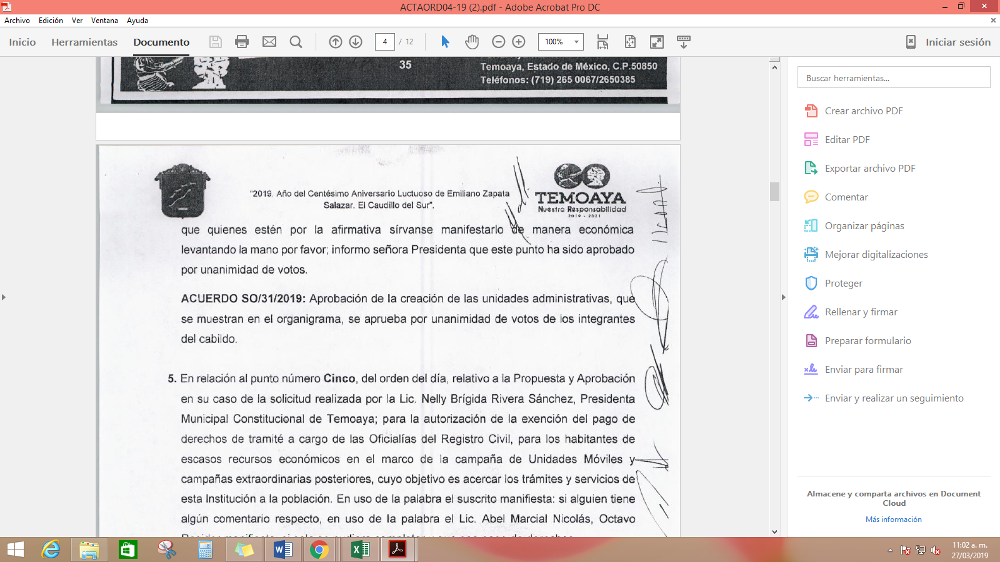 ACTAORD04-19 (2).pdf - Adobe Acrobat Pro DC
Archivo Edición Ver Ventana Ayuda
Inicio Herramientas Documento 4 / 12 100% Iniciar sesión
35
Temoaya, Estado de México, C.P.50850
Teléfonos: (719) 265 0067/2650385
"2019. Año del Centésimo Aniversario Luctuoso de Emiliano Zapata
Salazar. El Caudillo del Sur".
TEMOAYA
Nuestra Responsabilidad
2019 - 2021
que quienes estén por la afirmativa sírvanse manifestarlo de manera económica
levantando la mano por favor; informo señora Presidenta que este punto ha sido aprobado
por unanimidad de votos.
ACUERDO SO/31/2019: Aprobación de la creación de las unidades administrativas, que
se muestran en el organigrama, se aprueba por unanimidad de votos de los integrantes
del cabildo.
5. En relación al punto número Cinco, del orden del día, relativo a la Propuesta y Aprobación
en su caso de la solicitud realizada por la Lic. Nelly Brígida Rivera Sánchez, Presidenta
Municipal Constitucional de Temoaya; para la autorización de la exención del pago de
derechos de tramité a cargo de las Oficialías del Registro Civil, para los habitantes de
escasos recursos económicos en el marco de la campaña de Unidades Móviles y
campañas extraordinarias posteriores, cuyo objetivo es acercar los trámites y servicios de
esta Institución a la población. En uso de la palabra el suscrito manifiesta: si alguien tiene
algún comentario respecto, en uso de la palabra el Lic. Abel Marcial Nicolás, Octavo
Buscar herramientas...
Crear archivo PDF
Editar PDF
Exportar archivo PDF
Comentar
Organizar páginas
Mejorar digitalizaciones
Proteger
Rellenar y firmar
Preparar formulario
Enviar para firmar
Enviar y realizar un seguimiento
Almacene y comparta archivos en Document
Cloud
Más información
11:02 a. m.
27/03/2019